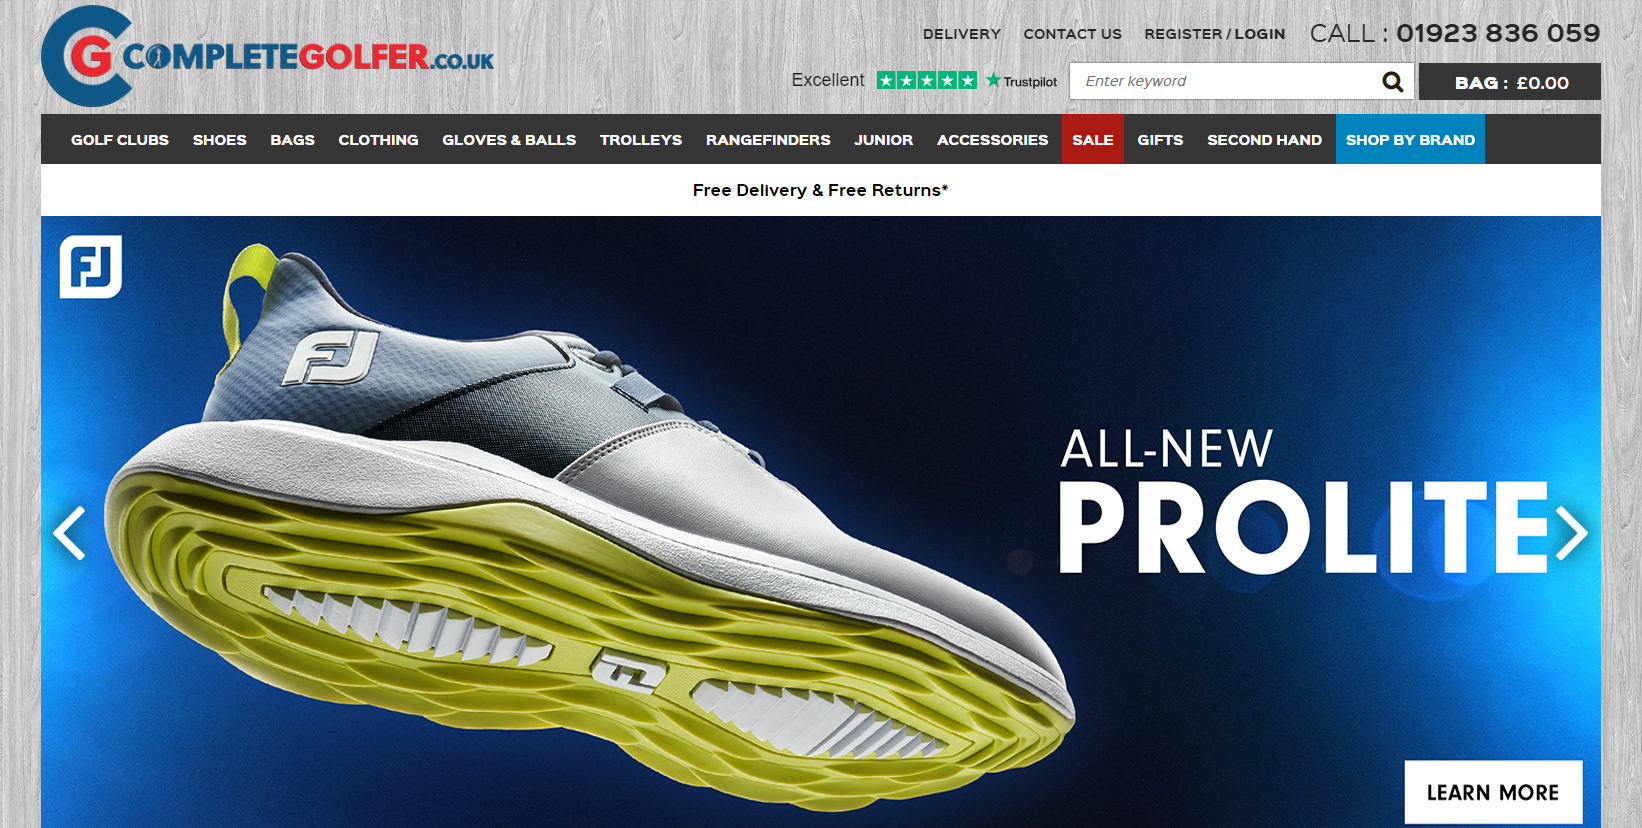 DELIVERY CONTACT US REGISTER / LOGIN CALL : 01923 836 059
CG COMPLETEGOLFER.CO.UK
Excellent Trustpilot Enter keyword BAG : £0.00
GOLF CLUBS SHOES BAGS CLOTHING GLOVES & BALLS TROLLEYS RANGEFINDERS JUNIOR ACCESSORIES SALE GIFTS SECOND HAND SHOP BY BRAND
Free Delivery & Free Returns*
FJ
FJ
ALL-NEW
PROLITE
FJ
LEARN MORE